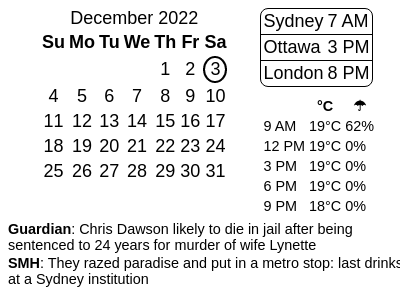 December 2022
Su Mo Tu We Th Fr Sa
1 2 3
4 5 6 7 8 9 10
11 12 13 14 15 16 17
18 19 20 21 22 23 24
25 26 27 28 29 30 31
Sydney 7 AM
Ottawa 3 PM
London 8 PM
°C ☂
9 AM 19°C 62%
12 PM 19°C 0%
3 PM 19°C 0%
6 PM 19°C 0%
9 PM 18°C 0%
Guardian: Chris Dawson likely to die in jail after being
sentenced to 24 years for murder of wife Lynette
SMH: They razed paradise and put in a metro stop: last drinks
at a Sydney institution